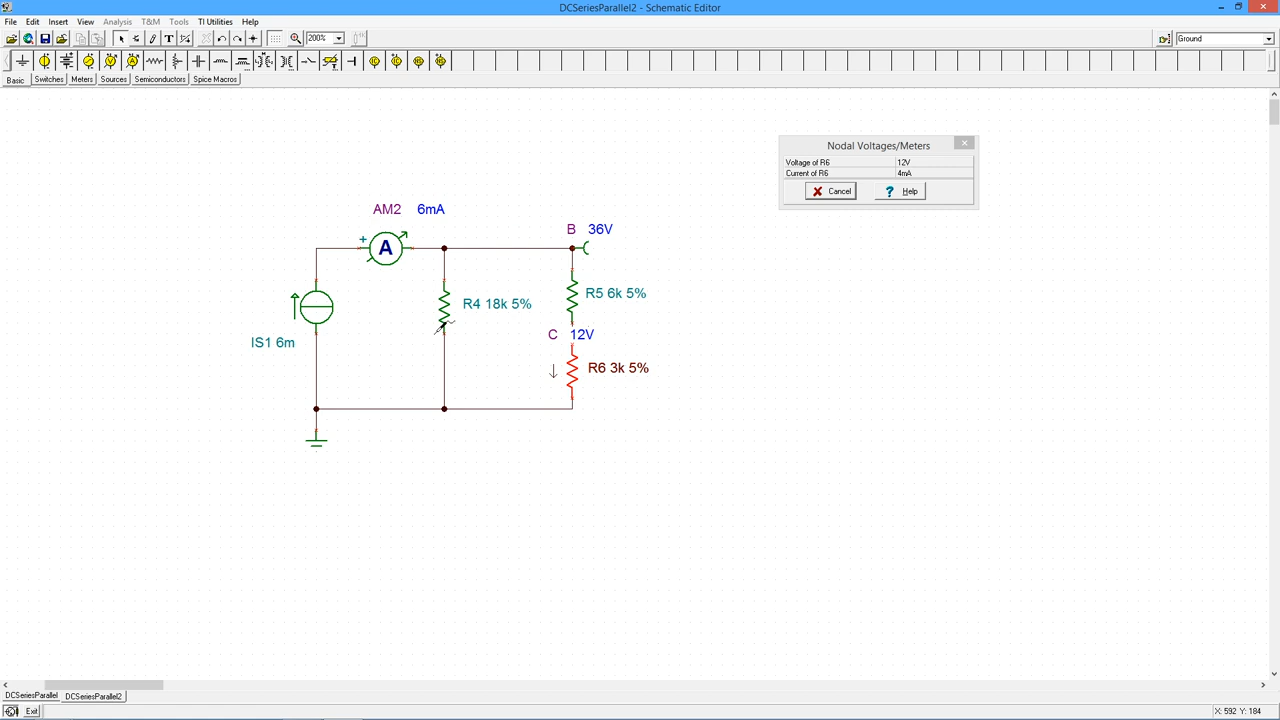 DCSeriesParallel2 - Schematic Editor
File Edit Insert View Analysis T&M Tools TI Utilities Help
200%
Ground
Basic Switches Meters Sources Semiconductors Spice Macros
Nodal Voltages/Meters
Voltage of R6 12V
Current of R6 4mA
Cancel Help
AM2 6mA
B 36V
+
A
R5 6k 5%
R4 18k 5%
C 12V
IS1 6m
R6 3k 5%
DCSeriesParallel DCSeriesParallel2
Exit
X: 592 Y: 184